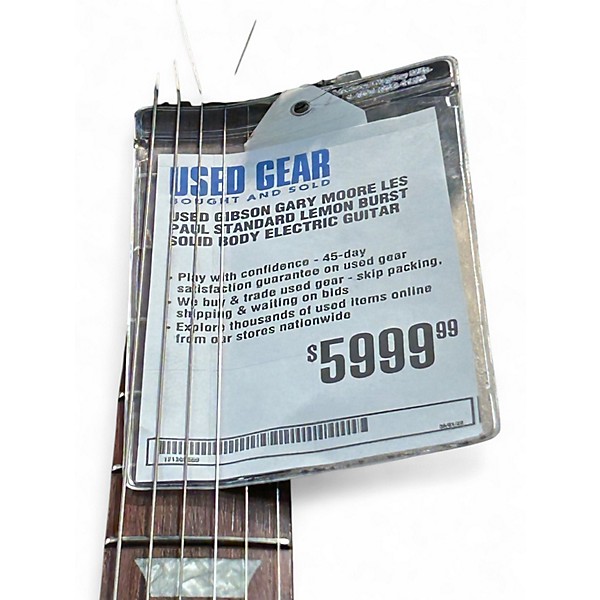 USED GEAR
BOUGHT AND SOLD
USED GIBSON GARY MOORE LES
PAUL STANDARD LEMON BURST
SOLID BODY ELECTRIC GUITAR
• Play with confidence - 45-day
satisfaction guarantee on used gear
• We buy & trade used gear - skip packing,
shipping & waiting on bids
• Explore thousands of used items online
from our stores nationwide
$5999.99